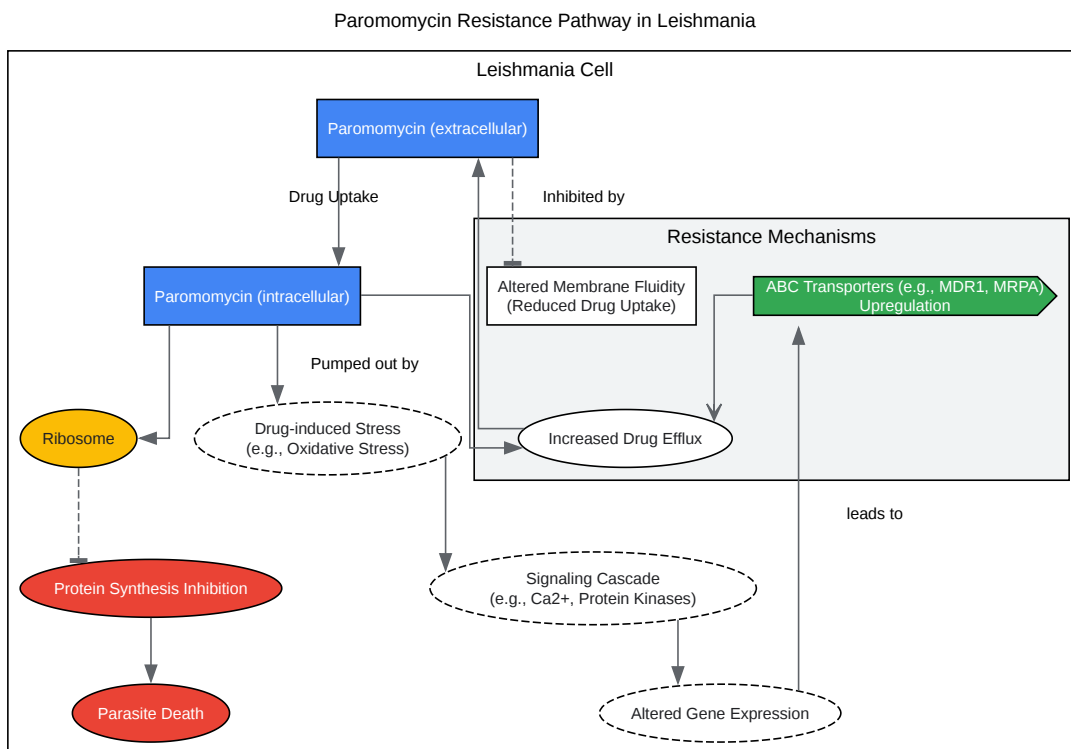 Paromomycin Resistance Pathway in Leishmania
Leishmania Cell
Paromomycin (extracellular)
Drug Uptake
Inhibited by
Resistance Mechanisms
Paromomycin (intracellular)
Altered Membrane Fluidity
(Reduced Drug Uptake)
ABC Transporters (e.g., MDR1, MRPA)
Upregulation
Pumped out by
Ribosome
Drug-induced Stress
(e.g., Oxidative Stress)
Increased Drug Efflux
leads to
Protein Synthesis Inhibition
Signaling Cascade
(e.g., Ca2+, Protein Kinases)
Parasite Death
Altered Gene Expression